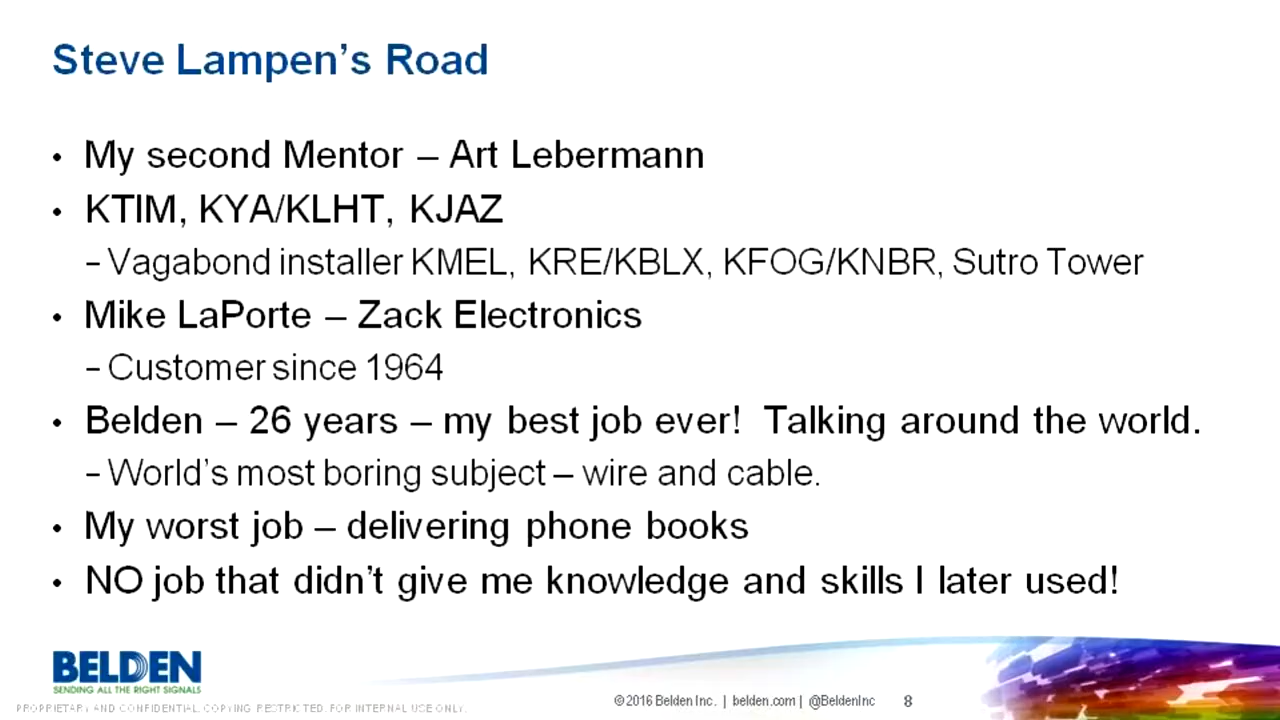 Steve Lampen's Road
• My second Mentor – Art Lebermann
• KTIM, KYA/KLHT, KJAZ
– Vagabond installer KMEL, KRE/KBLX, KFOG/KNBR, Sutro Tower
• Mike LaPorte – Zack Electronics
– Customer since 1964
• Belden – 26 years – my best job ever! Talking around the world.
– World's most boring subject – wire and cable.
• My worst job – delivering phone books
• NO job that didn't give me knowledge and skills I later used!
BELDEN
SENDING ALL THE RIGHT SIGNALS
PROPRIETARY AND CONFIDENTIAL. COPYING RESTRICTED. FOR INTERNAL USE ONLY.
©2016 Belden Inc. | belden.com | @BeldenInc 8